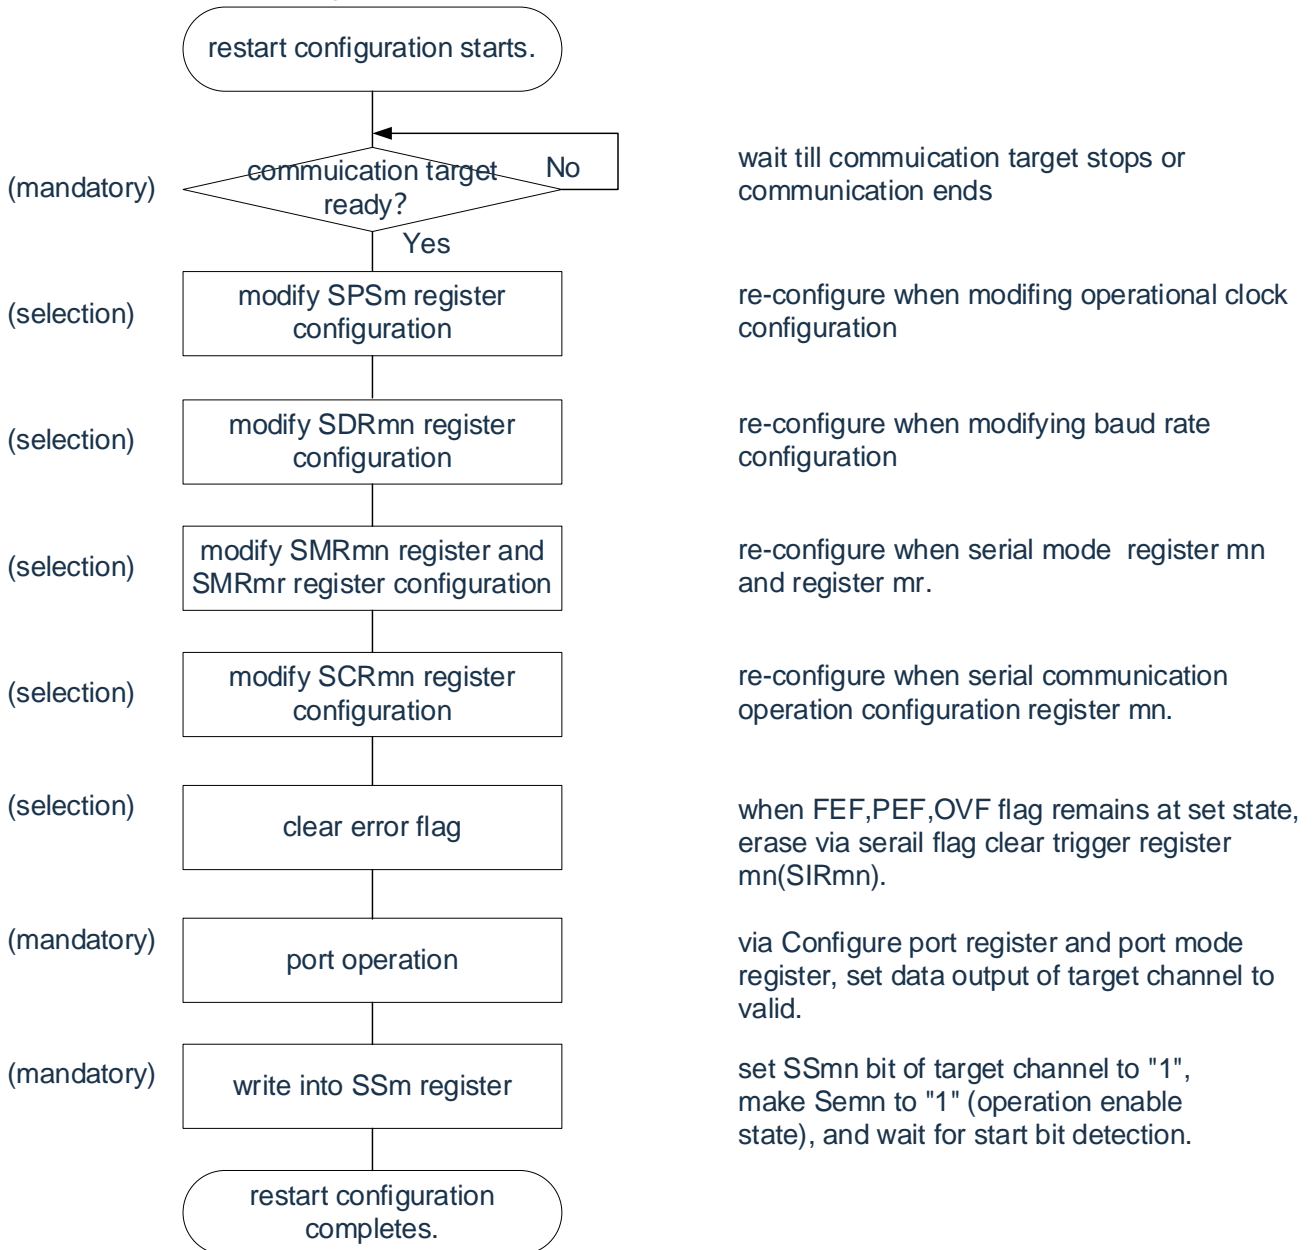 restart configuration starts.
(mandatory)
commuication target
ready?
No
Yes
wait till commuication target stops or
communication ends
(selection)
modify SPSm register
configuration
re-configure when modifing operational clock
configuration
(selection)
modify SDRmn register
configuration
re-configure when modifying baud rate
configuration
(selection)
modify SMRmn register and
SMRmr register configuration
re-configure when serial mode  register mn
and register mr.
(selection)
modify SCRmn register
configuration
re-configure when serial communication
operation configuration register mn.
(selection)
clear error flag
when FEF,PEF,OVF flag remains at set state,
erase via serail flag clear trigger register
mn(SIRmn).
(mandatory)
port operation
via Configure port register and port mode
register, set data output of target channel to
valid.
(mandatory)
write into SSm register
set SSmn bit of target channel to "1",
make Semn to "1" (operation enable
state), and wait for start bit detection.
restart configuration
completes.